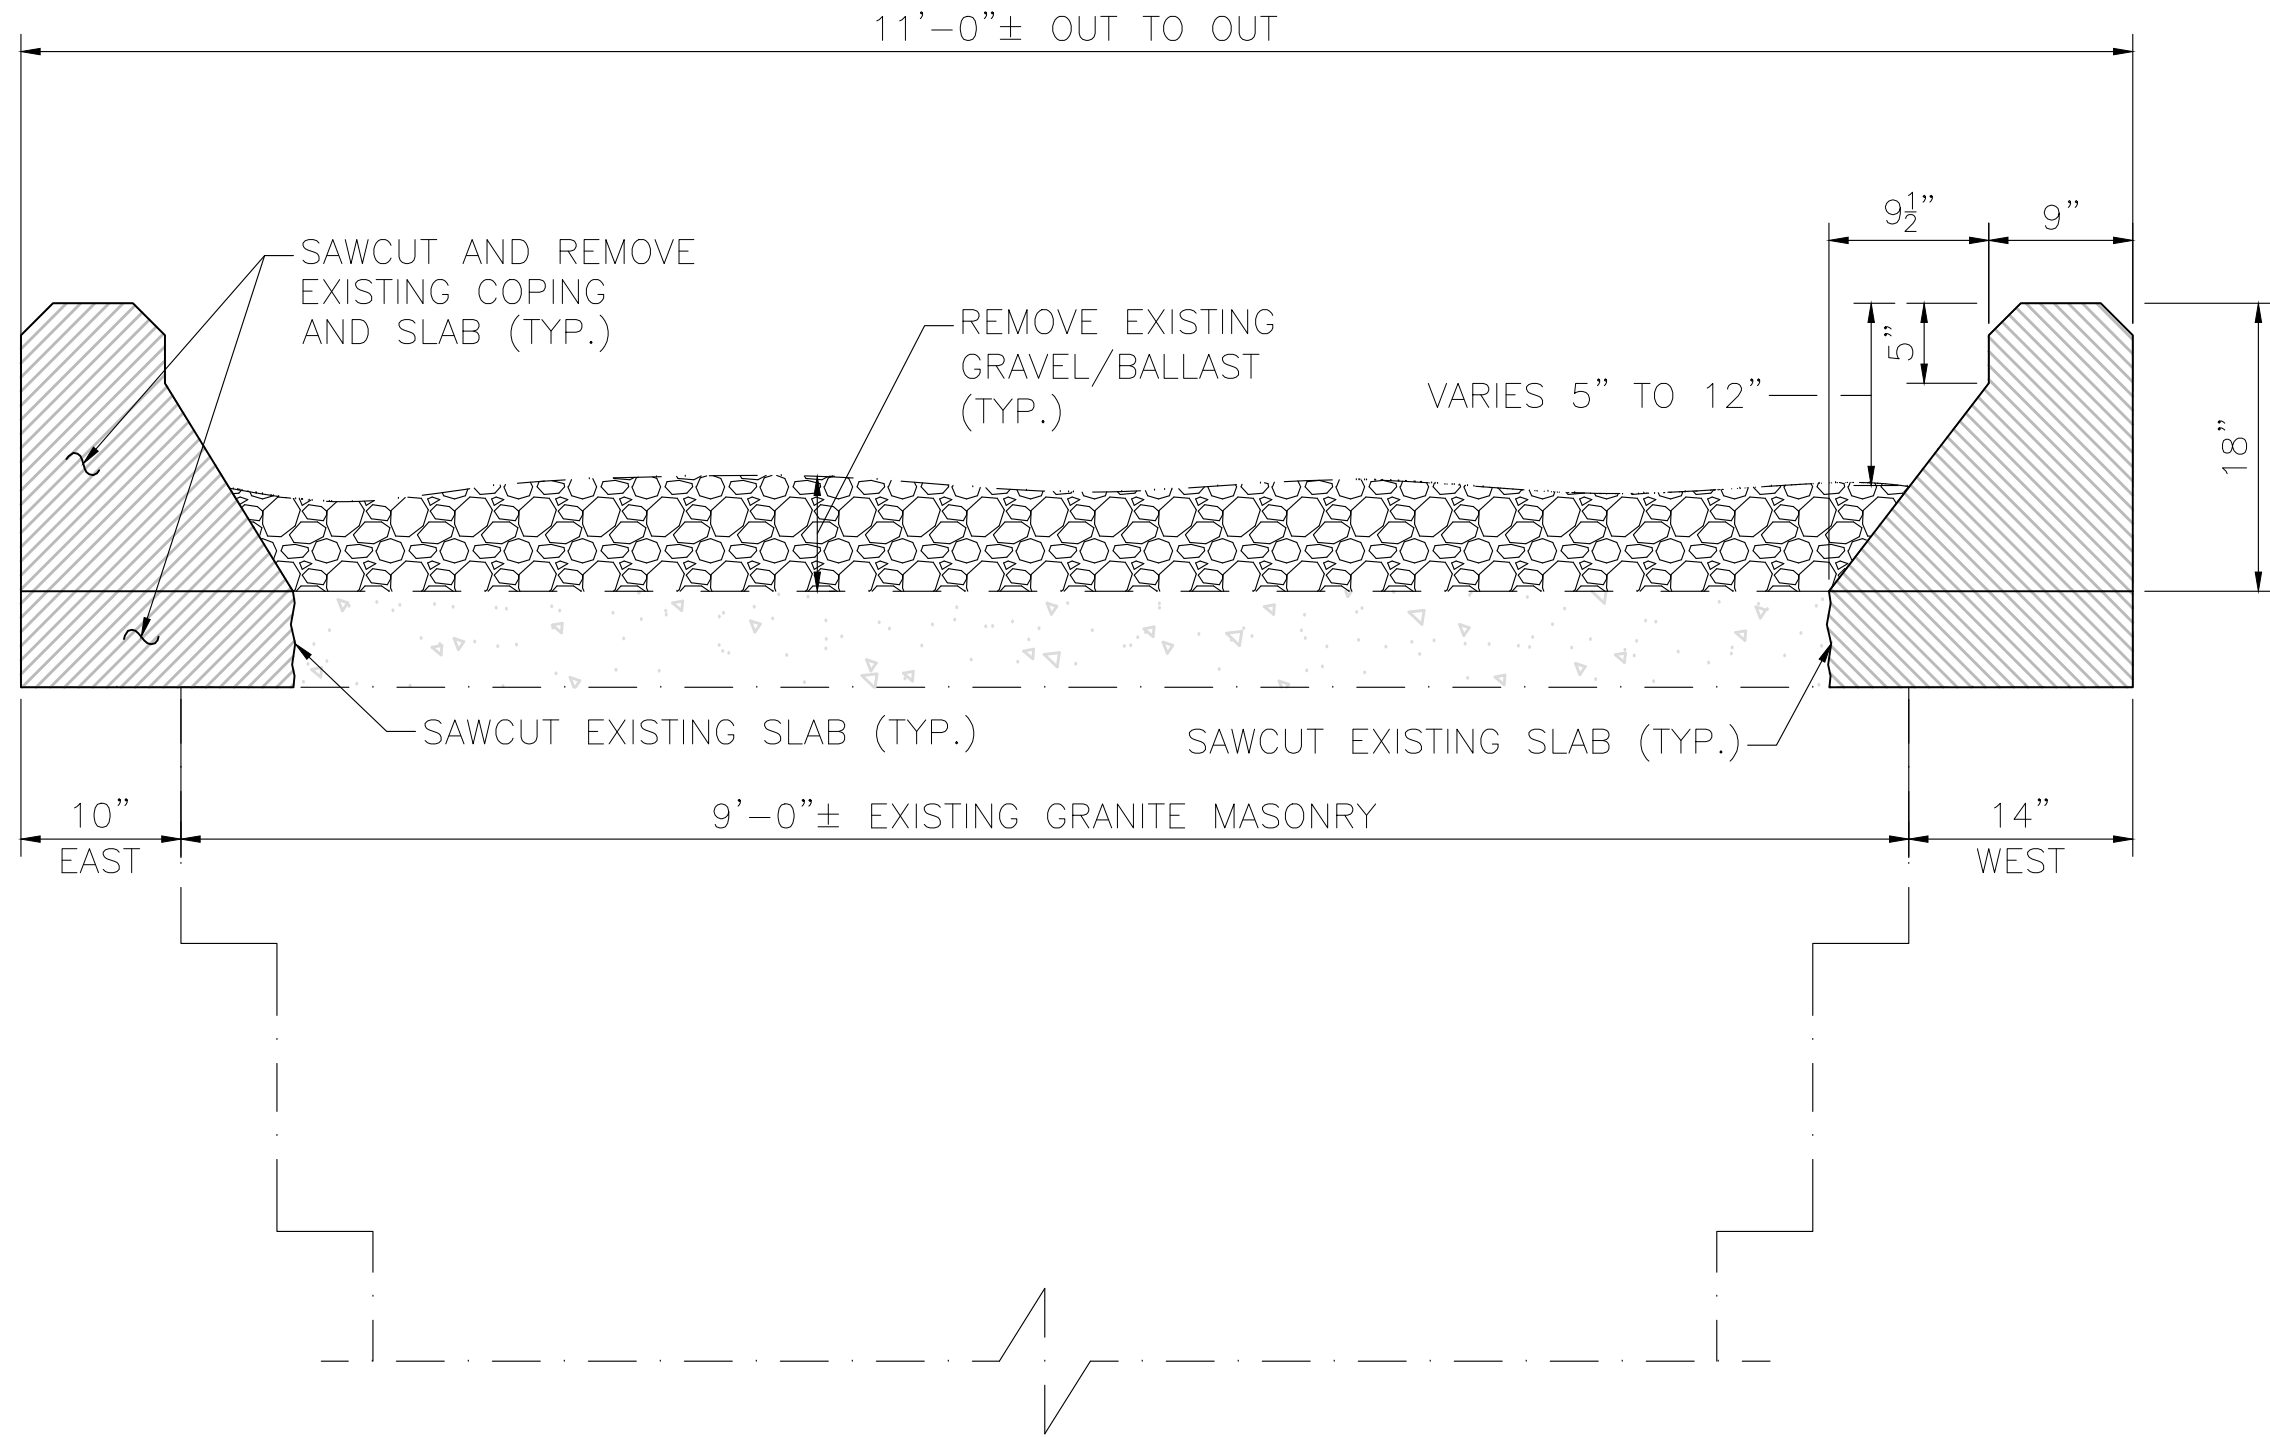 11'-0"± OUT TO OUT
9½" 9"
SAWCUT AND REMOVE
EXISTING COPING
AND SLAB (TYP.)
REMOVE EXISTING
GRAVEL/BALLAST
(TYP.)
5"
VARIES 5" TO 12"
18"
SAWCUT EXISTING SLAB (TYP.)
SAWCUT EXISTING SLAB (TYP.)
10"
EAST
9'-0"± EXISTING GRANITE MASONRY
14"
WEST